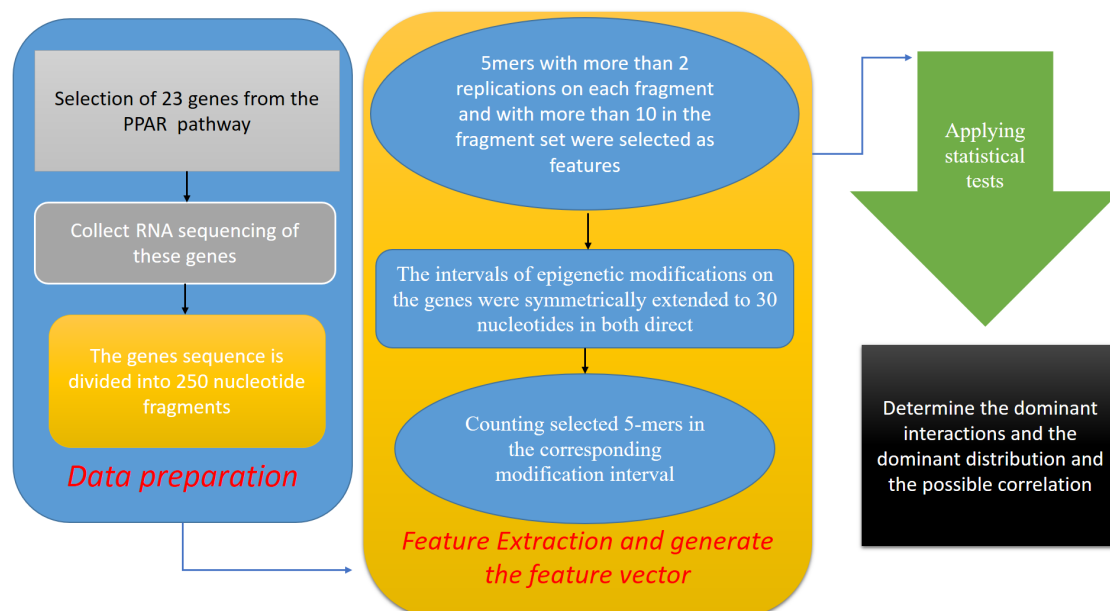 Selection of 23 genes from the
PPAR pathway
Collect RNA sequencing of
these genes
The genes sequence is
divided into 250 nucleotide
fragments
Data preparation
5mers with more than 2
replications on each fragment
and with more than 10 in the
fragment set were selected as
features
The intervals of epigenetic modifications on
the genes were symmetrically extended to 30
nucleotides in both direct
Counting selected 5-mers in
the corresponding
modification interval
Feature Extraction and generate
the feature vector
Applying
statistical
tests
Determine the dominant
interactions and the
dominant distribution and
the possible correlation